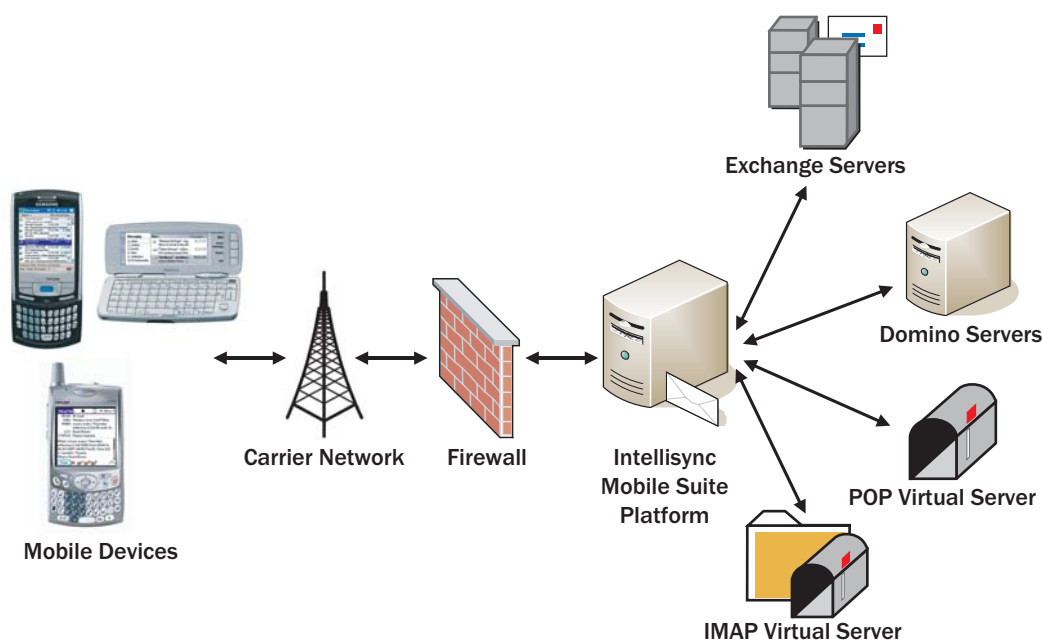 Exchange Servers
SAMSUNG
Domino Servers
Carrier Network
Firewall
Intellisync
Mobile Suite
Platform
POP Virtual Server
Mobile Devices
IMAP Virtual Server